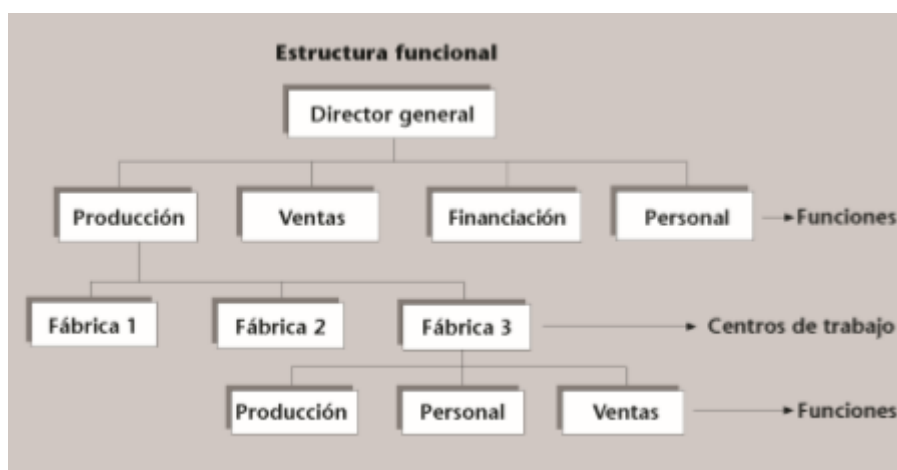 Estructura funcional
Director general
Producción
Ventas
Financiación
Personal
Funciones
Fábrica 1
Fábrica 2
Fábrica 3
Centros de trabajo
Producción
Personal
Ventas
Funciones